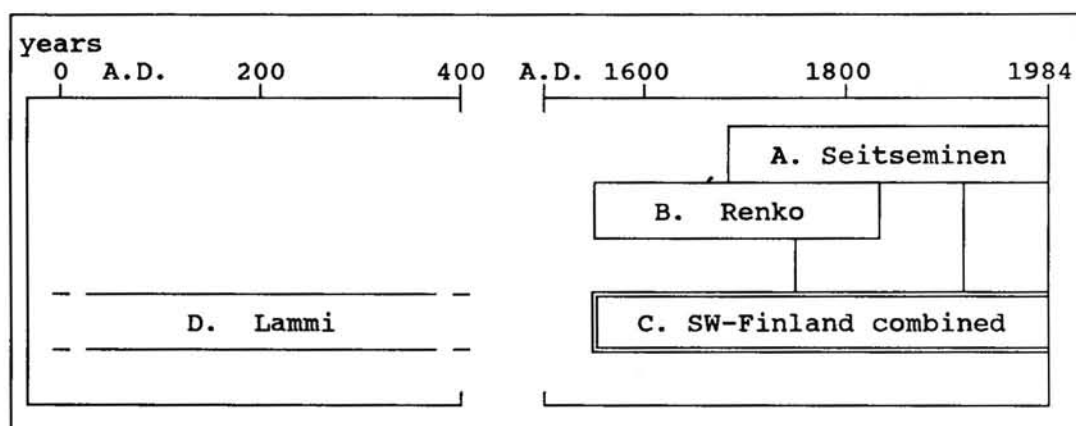 years
0 A.D. 200 400 A.D. 1600 1800 1984
A. Seitseminen
B. Renko
D. Lammi C. SW-Finland combined